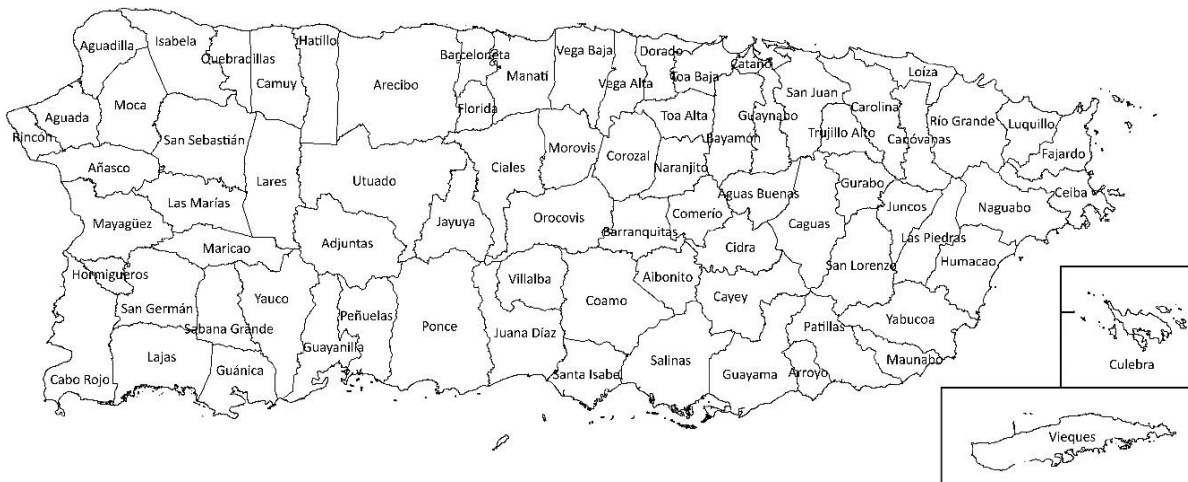 Aguadilla
Isabela
Quebradillas
Camuy
Hatillo
Arecibo
Barceloneta
Florida
Manatí
Vega Baja
Vega Alta
Dorado
Toa Baja
Cataño
San Juan
Loíza
Moca
Aguada
Rincón
San Sebastián
Toa Alta
Bayamón
Guaynabo
Trujillo Alto
Carolina
Canóvanas
Río Grande
Luquillo
Fajardo
Añasco
Lares
Utuado
Ciales
Morovis
Corozal
Naranjito
Aguas Buenas
Gurabo
Juncos
Ceiba
Naguabo
Las Marías
Mayagüez
Maricao
Adjuntas
Jayuya
Orocovis
Barranquitas
Comerío
Cidra
Caguas
Las Piedras
San Lorenzo
Humacao
Hormigueros
San Germán
Sabana Grande
Yauco
Guayanilla
Peñuelas
Ponce
Villalba
Juana Díaz
Coamo
Aibonito
Cayey
Patillas
Yabucoa
Maunabo
Cabo Rojo
Lajas
Guánica
Santa Isabe
Salinas
Guayama
Arroyo
Culebra
Vieques